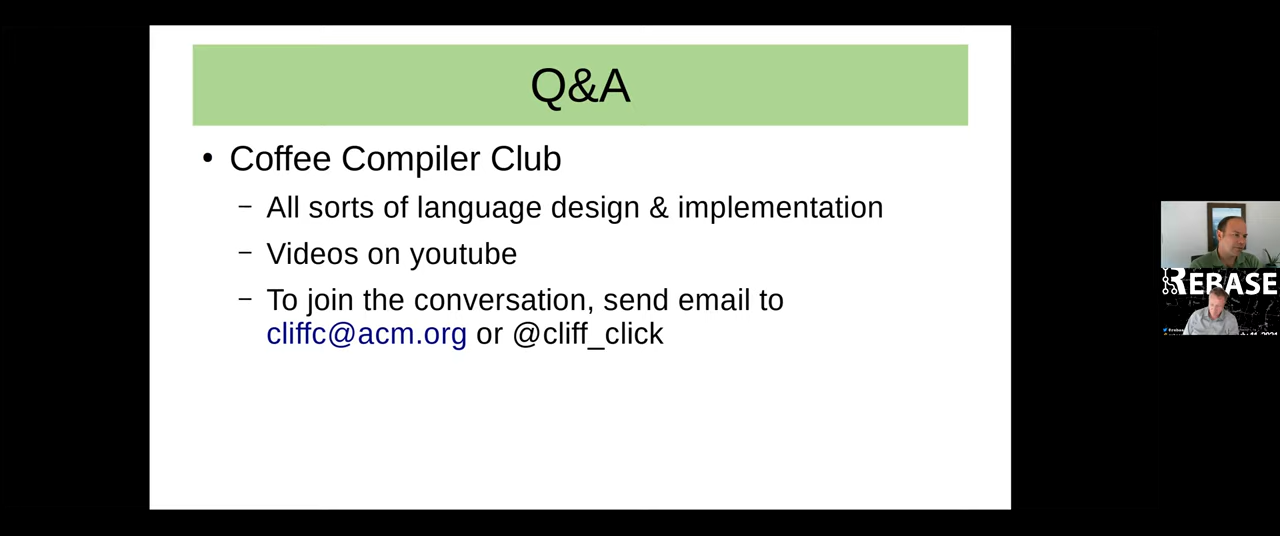 Q&A
• Coffee Compiler Club
– All sorts of language design & implementation
– Videos on youtube
– To join the conversation, send email to
cliffc@acm.org or @cliff_click
REBASE